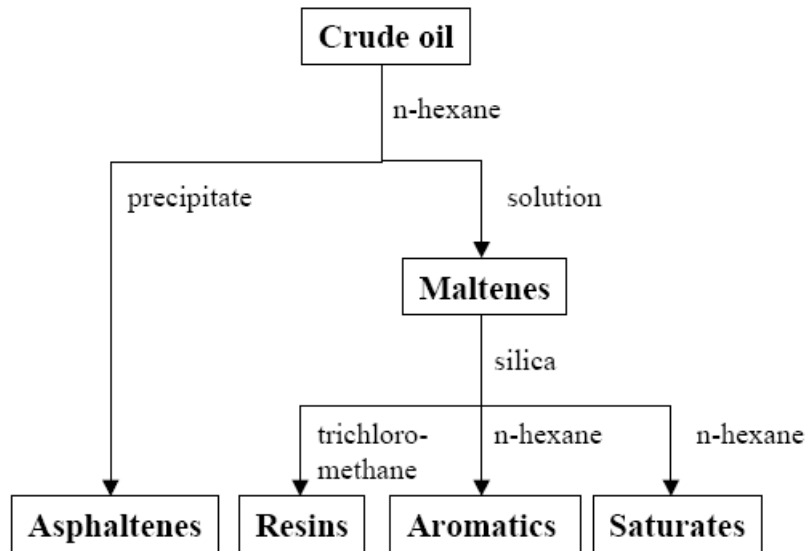 Crude oil
n-hexane
precipitate
solution
Maltenes
silica
trichloro-
methane
n-hexane
n-hexane
Asphaltenes
Resins
Aromatics
Saturates